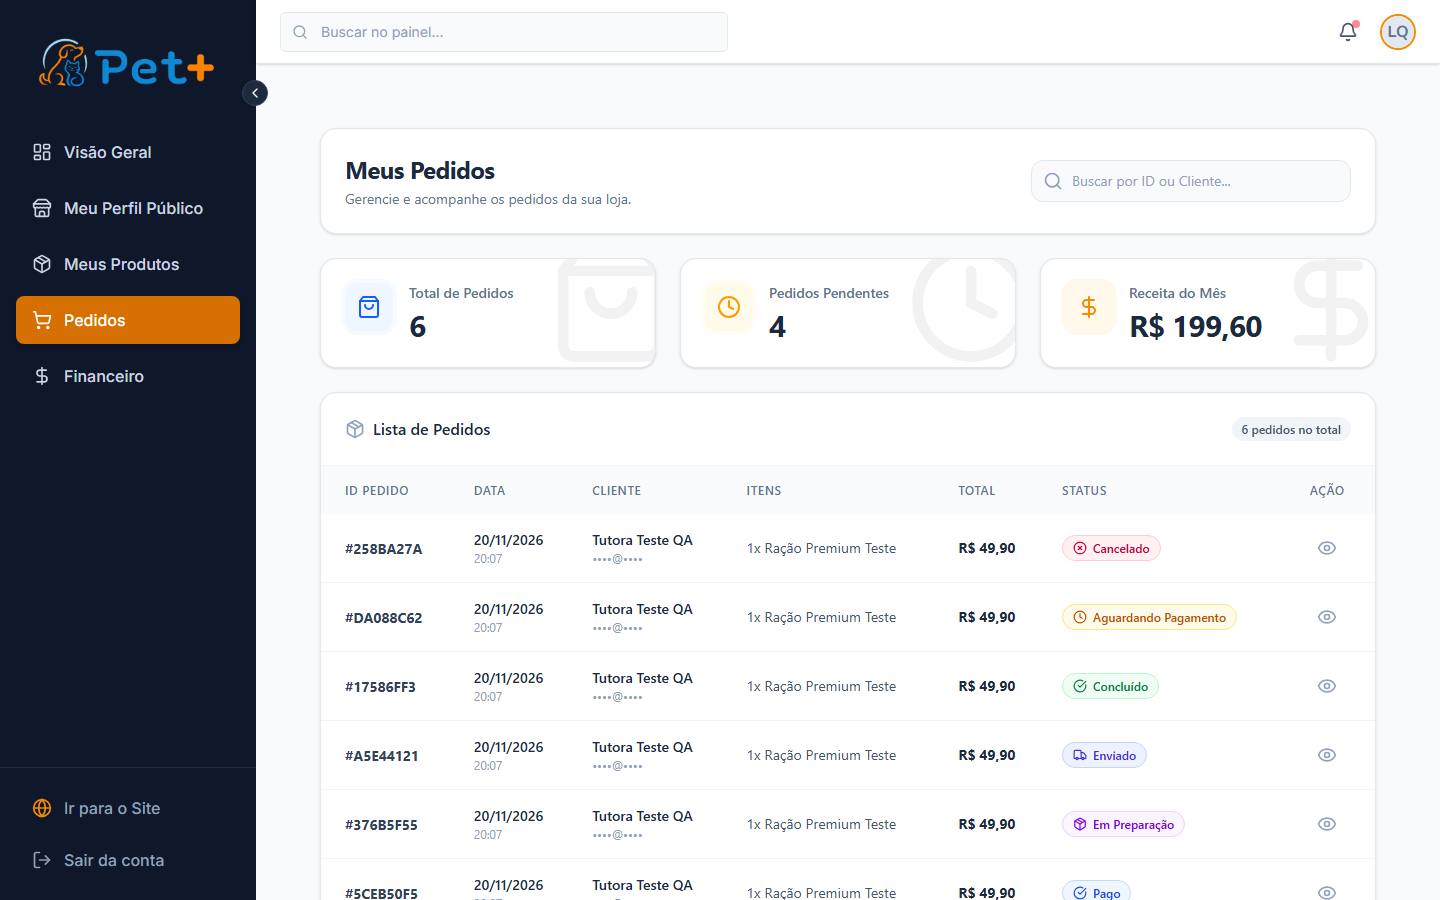 Pet+
Visão Geral
Meu Perfil Público
Meus Produtos
Pedidos
Financeiro
Ir para o Site
Sair da conta
Buscar no painel...
LQ
Meus Pedidos
Gerencie e acompanhe os pedidos da sua loja.
Buscar por ID ou Cliente...
Total de Pedidos
6
Pedidos Pendentes
4
Receita do Mês
R$ 199,60
Lista de Pedidos
6 pedidos no total
ID PEDIDO DATA CLIENTE ITENS TOTAL STATUS AÇÃO
#258BA27A 20/11/2026 Tutora Teste QA 1x Ração Premium Teste R$ 49,90 Cancelado
20:07 ••••@••••
#DA088C62 20/11/2026 Tutora Teste QA 1x Ração Premium Teste R$ 49,90 Aguardando Pagamento
20:07 ••••@••••
#17586FF3 20/11/2026 Tutora Teste QA 1x Ração Premium Teste R$ 49,90 Concluído
20:07 ••••@••••
#A5E44121 20/11/2026 Tutora Teste QA 1x Ração Premium Teste R$ 49,90 Enviado
20:07 ••••@••••
#376B5F55 20/11/2026 Tutora Teste QA 1x Ração Premium Teste R$ 49,90 Em Preparação
20:07 ••••@••••
#5CEB50F5 20/11/2026 Tutora Teste QA 1x Ração Premium Teste R$ 49,90 Pago